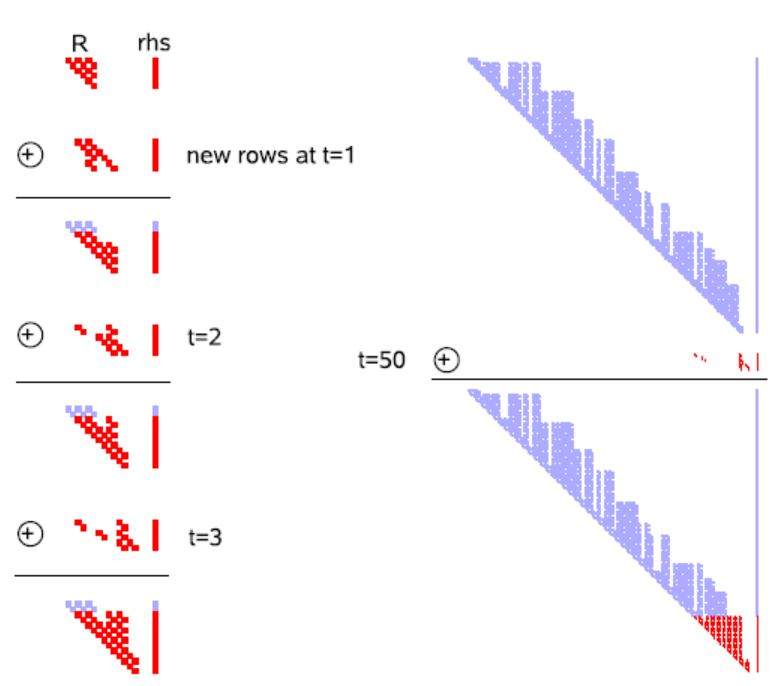 R rhs
⊕ new rows at t=1
⊕ t=2
⊕ t=3
t=50 ⊕